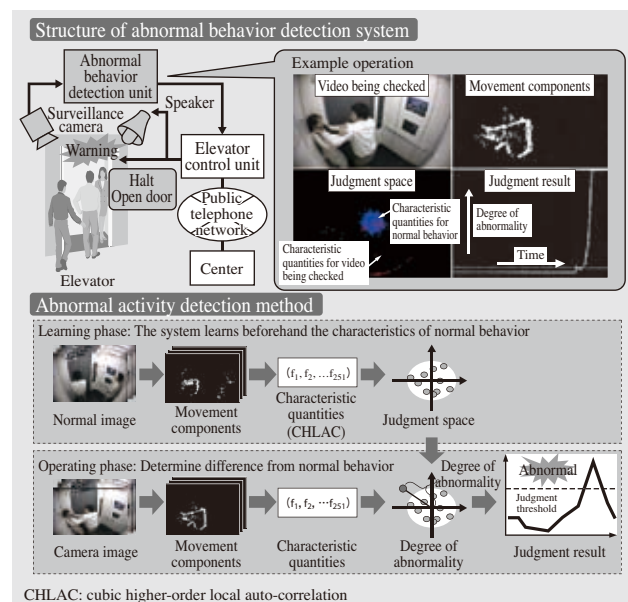 Structure of abnormal behavior detection system
Abnormal
behavior
detection unit
Speaker
Surveillance
camera
Warning
Halt
Open door
Elevator
control unit
Public
telephone
network
Center
Elevator
Example operation
Video being checked
Movement components
Judgment space
Characteristic
quantities for
normal behavior
Characteristic
quantities for video
being checked
Judgment result
Degree of
abnormality
Time
Abnormal activity detection method
Learning phase: The system learns beforehand the characteristics of normal behavior
Normal image
Movement
components
(f1, f2, …f251)
Characteristic
quantities
(CHLAC)
Judgment space
Operating phase: Determine difference from normal behavior
Camera image
Movement
components
(f1, f2, …f251)
Characteristic
quantities
Degree of
abnormality
Degree of
abnormality
Abnormal
Judgment
threshold
Judgment result
CHLAC: cubic higher-order local auto-correlation